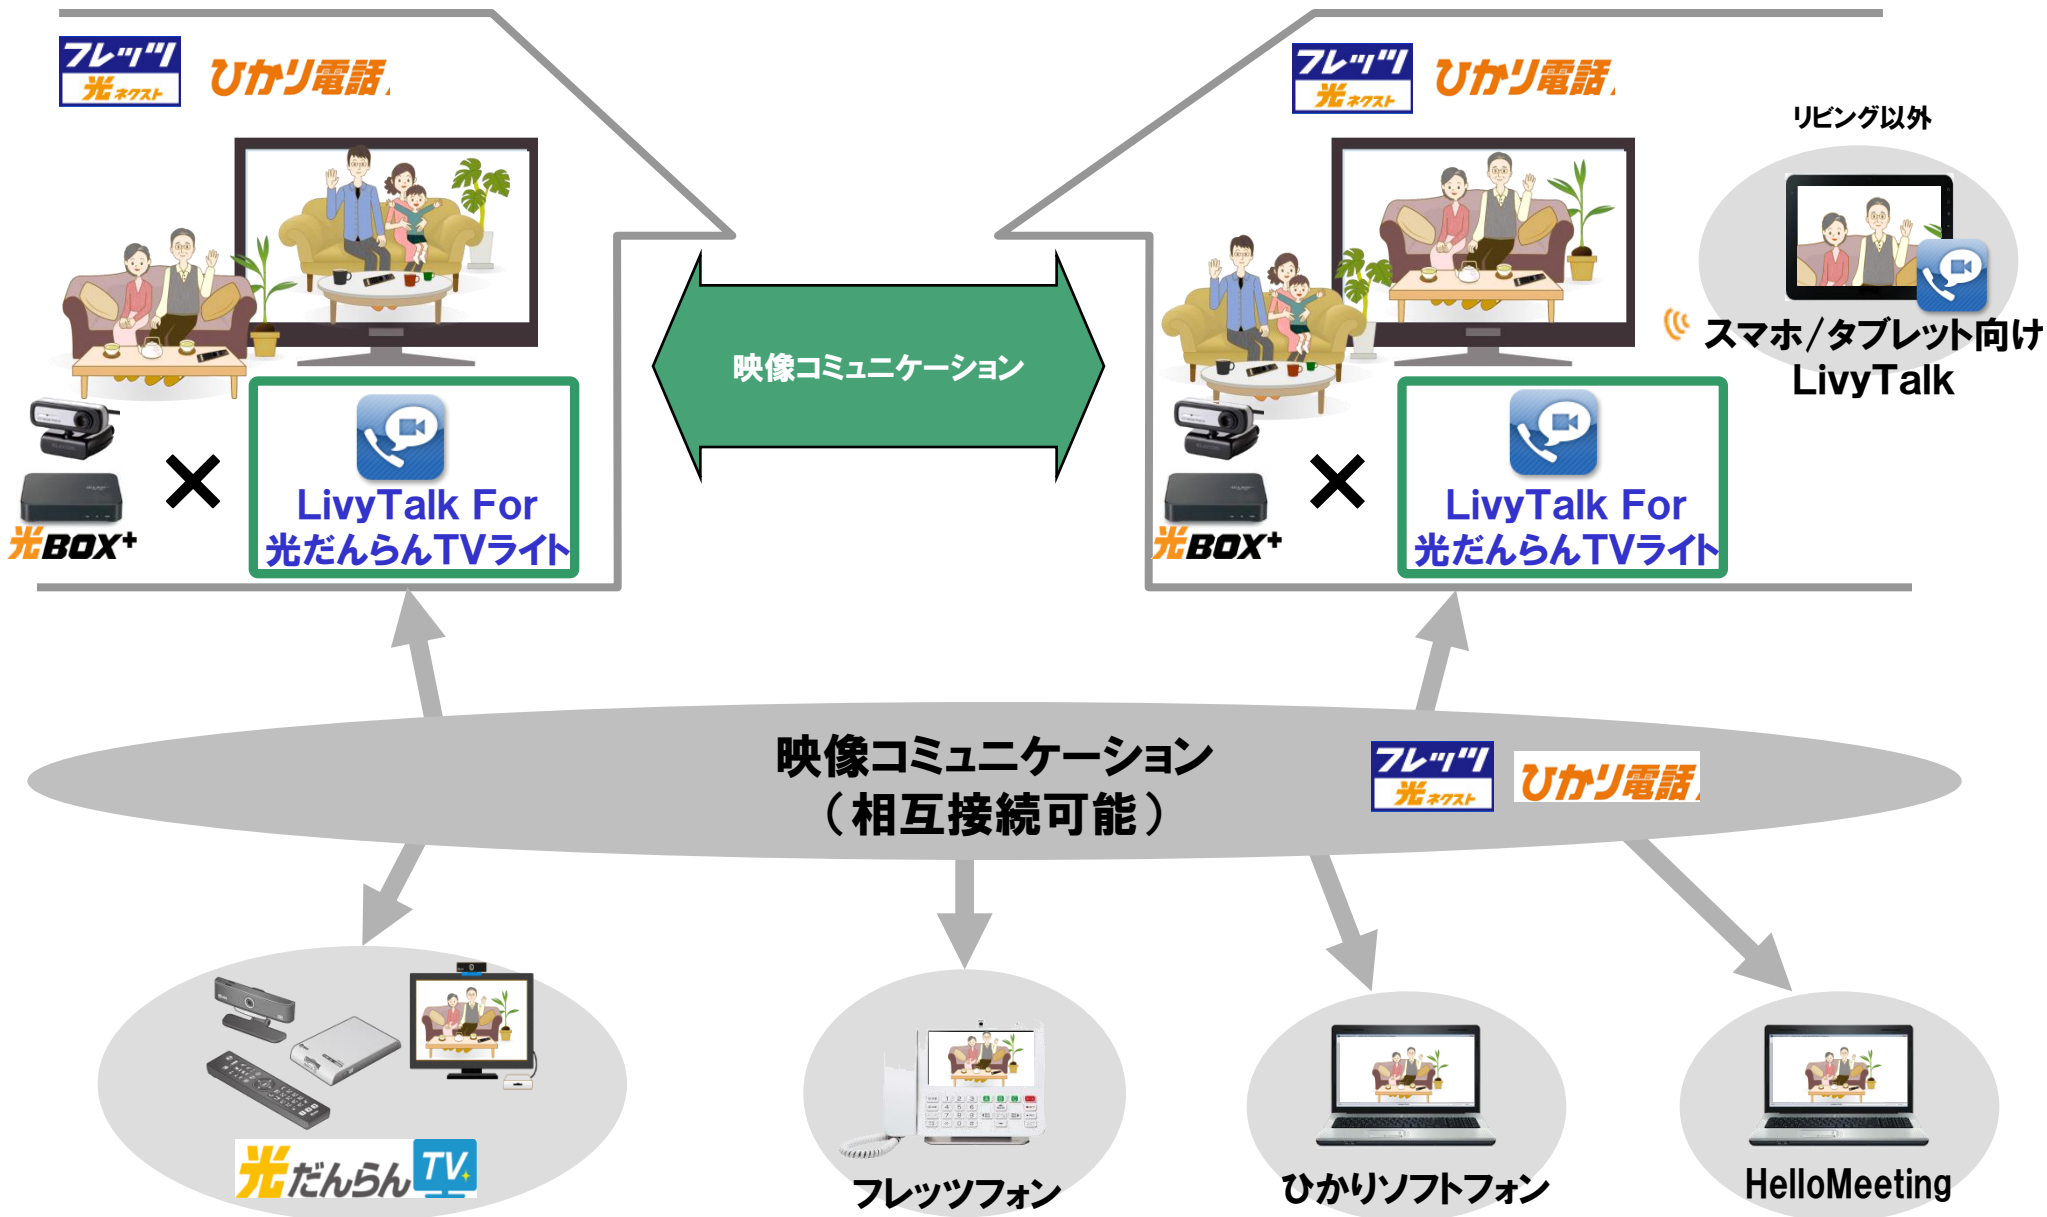 フレッツ
光ネクスト
ひかり電話
フレッツ
光ネクスト
ひかり電話
リビング以外
映像コミュニケーション
スマホ/タブレット向け
LivyTalk
光BOX+
×
LivyTalk For
光だんらんTVライト
光BOX+
×
LivyTalk For
光だんらんTVライト
映像コミュニケーション
(相互接続可能)
フレッツ
光ネクスト
ひかり電話
光だんらんTV
フレッツフォン
ひかりソフトフォン
HelloMeeting